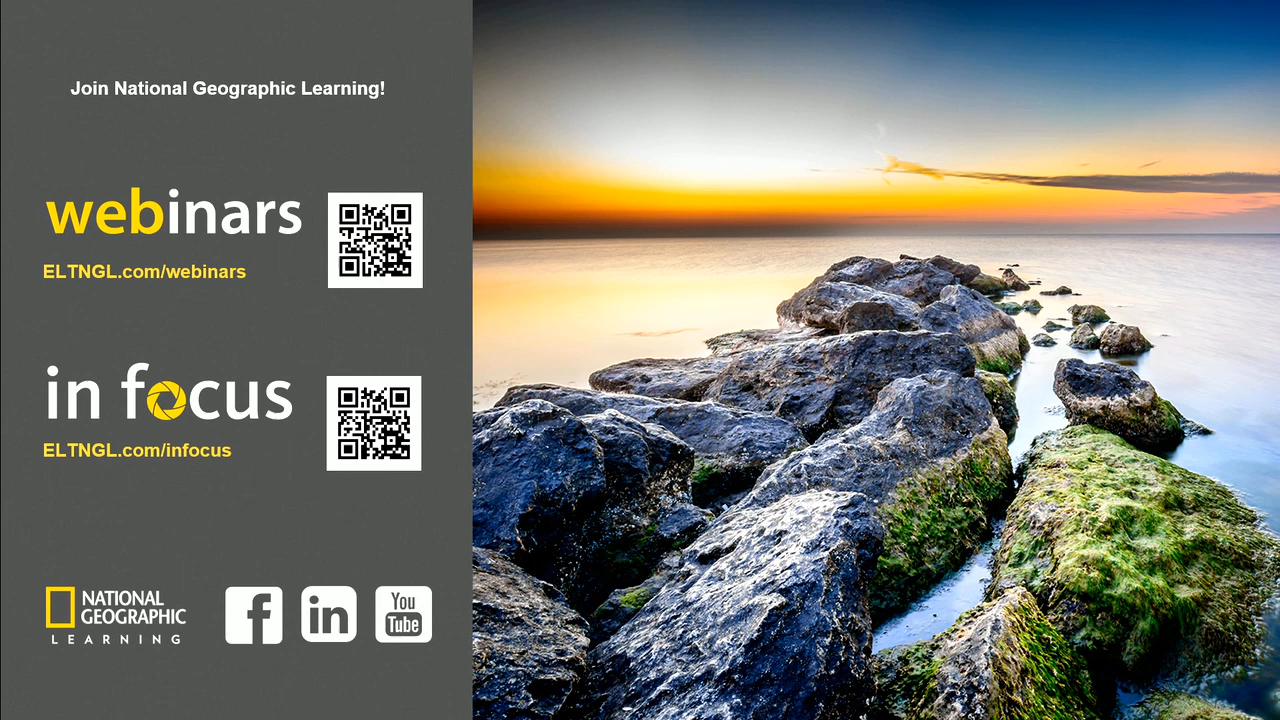 Join National Geographic Learning!
webinars
ELTNGL.com/webinars
in focus
ELTNGL.com/infocus
NATIONAL
GEOGRAPHIC
LEARNING
f
in
You
Tube